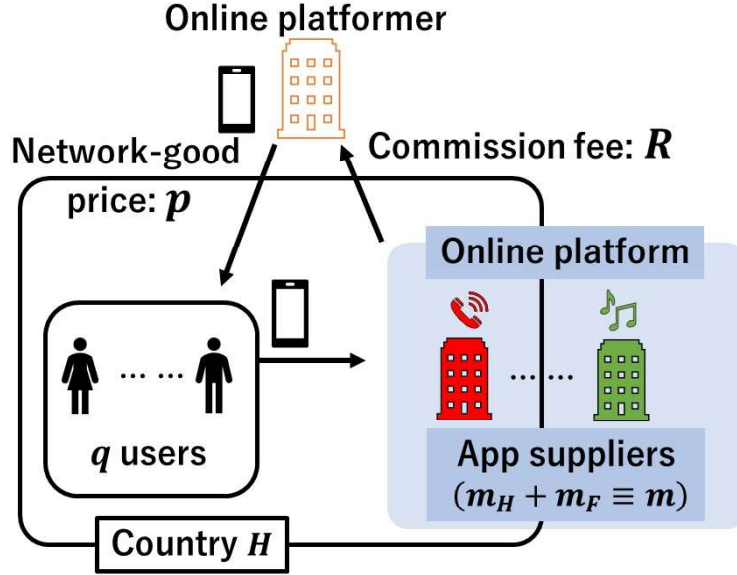 Online platformer
Network-good
price: p
Commission fee: R
Online platform
... ...
... ...
q users
App suppliers
(m_H + m_F ≡ m)
Country H